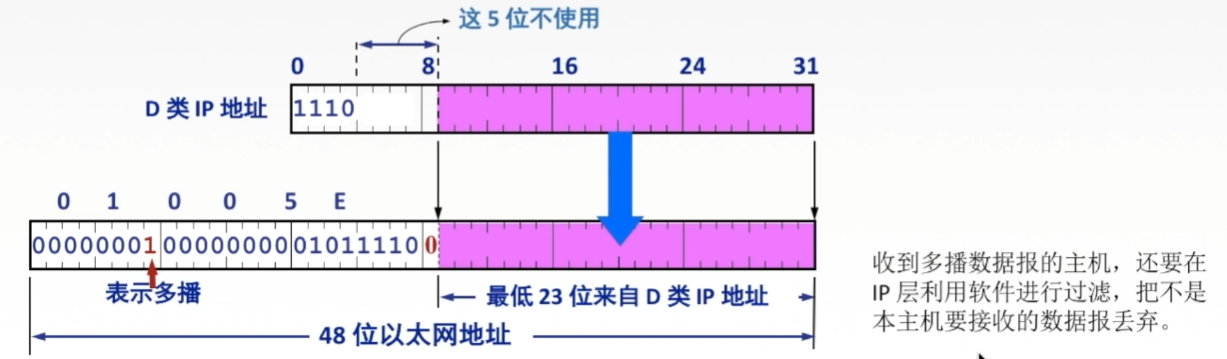 这 5 位不使用
0 8 16 24 31
D 类 IP 地址
1110
0 1 0 0 5 E
0000000100000000010111100
表示多播
最低 23 位来自 D 类 IP 地址
48 位以太网地址
收到多播数据报的主机，还要在
IP 层利用软件进行过滤，把不是
本主机要接收的数据报丢弃。